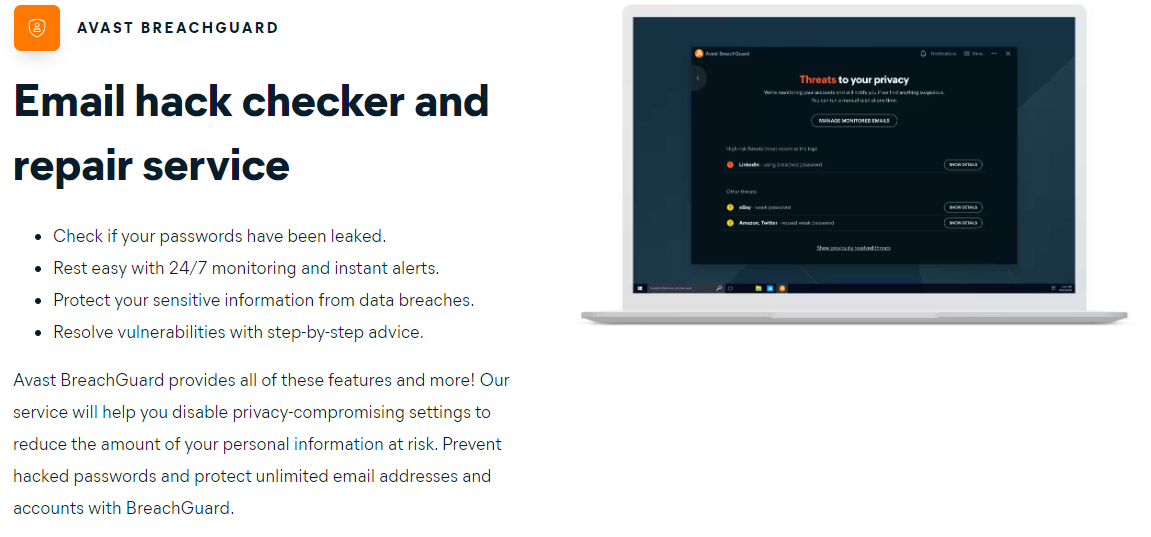 AVAST BREACHGUARD
Email hack checker and
repair service
Check if your passwords have been leaked.
Rest easy with 24/7 monitoring and instant alerts.
Protect your sensitive information from data breaches.
Resolve vulnerabilities with step-by-step advice.
Avast BreachGuard provides all of these features and more! Our
service will help you disable privacy-compromising settings to
reduce the amount of your personal information at risk. Prevent
hacked passwords and protect unlimited email addresses and
accounts with BreachGuard.
Avast BreachGuard
Notifications
Menu
Threats to your privacy
We're monitoring your accounts and will notify you if we find anything suspicious.
You can run a manual scan at any time.
MANAGE MONITORED EMAILS
High-risk threats (most recent at the top)
LinkedIn - using breached password
SHOW DETAILS
Other threats
eBay - weak password
SHOW DETAILS
Amazon, Twitter - reused weak password
SHOW DETAILS
Show previously resolved threats